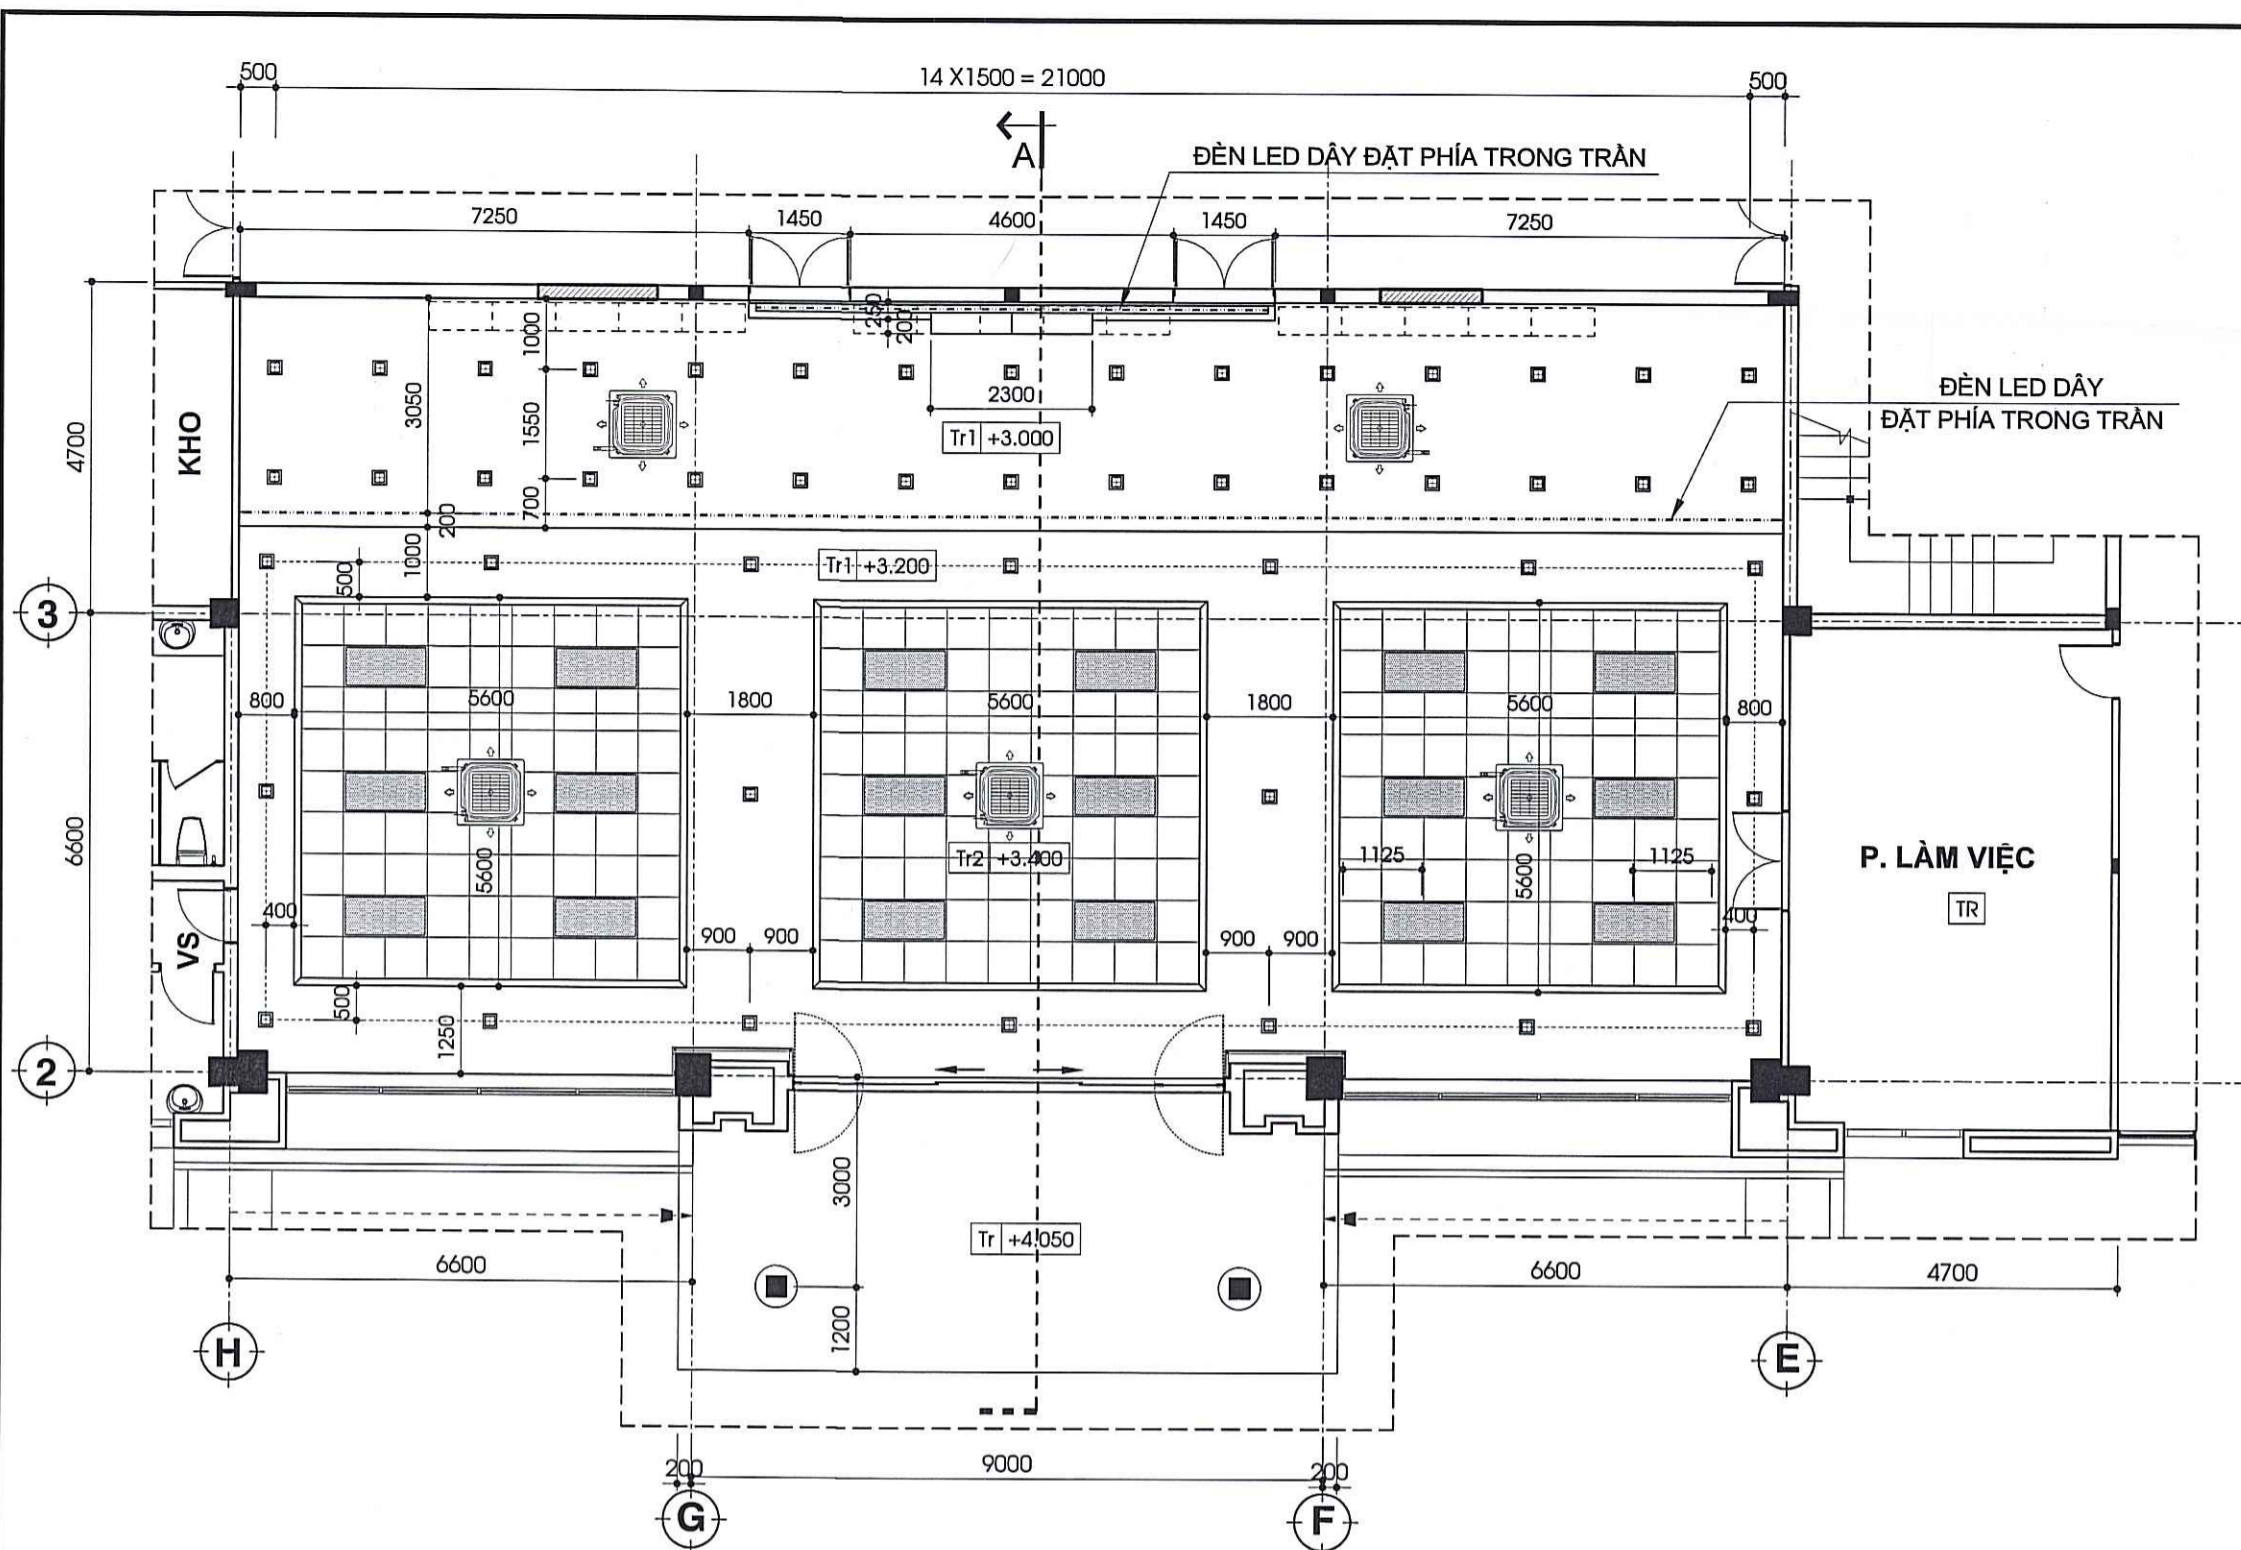 500
14 X1500 = 21000
500
A
ĐÈN LED DÂY ĐẶT PHÍA TRONG TRẦN
7250
1450
4600
1450
7250
250
200
1000
3050
1550
700
200
2300
Tr1 +3.000
ĐÈN LED DÂY
ĐẶT PHÍA TRONG TRẦN
4700
KHO
1000
500
Tr1 +3.200
3
800
5600
1800
5600
1800
5600
800
6600
5600
Tr2 +3.400
1125
5600
1125
P. LÀM VIỆC
TR
400
VS
900
900
900
900
400
500
1250
2
3000
Tr +4.050
6600
6600
4700
1200
H
E
200
9000
200
G
F